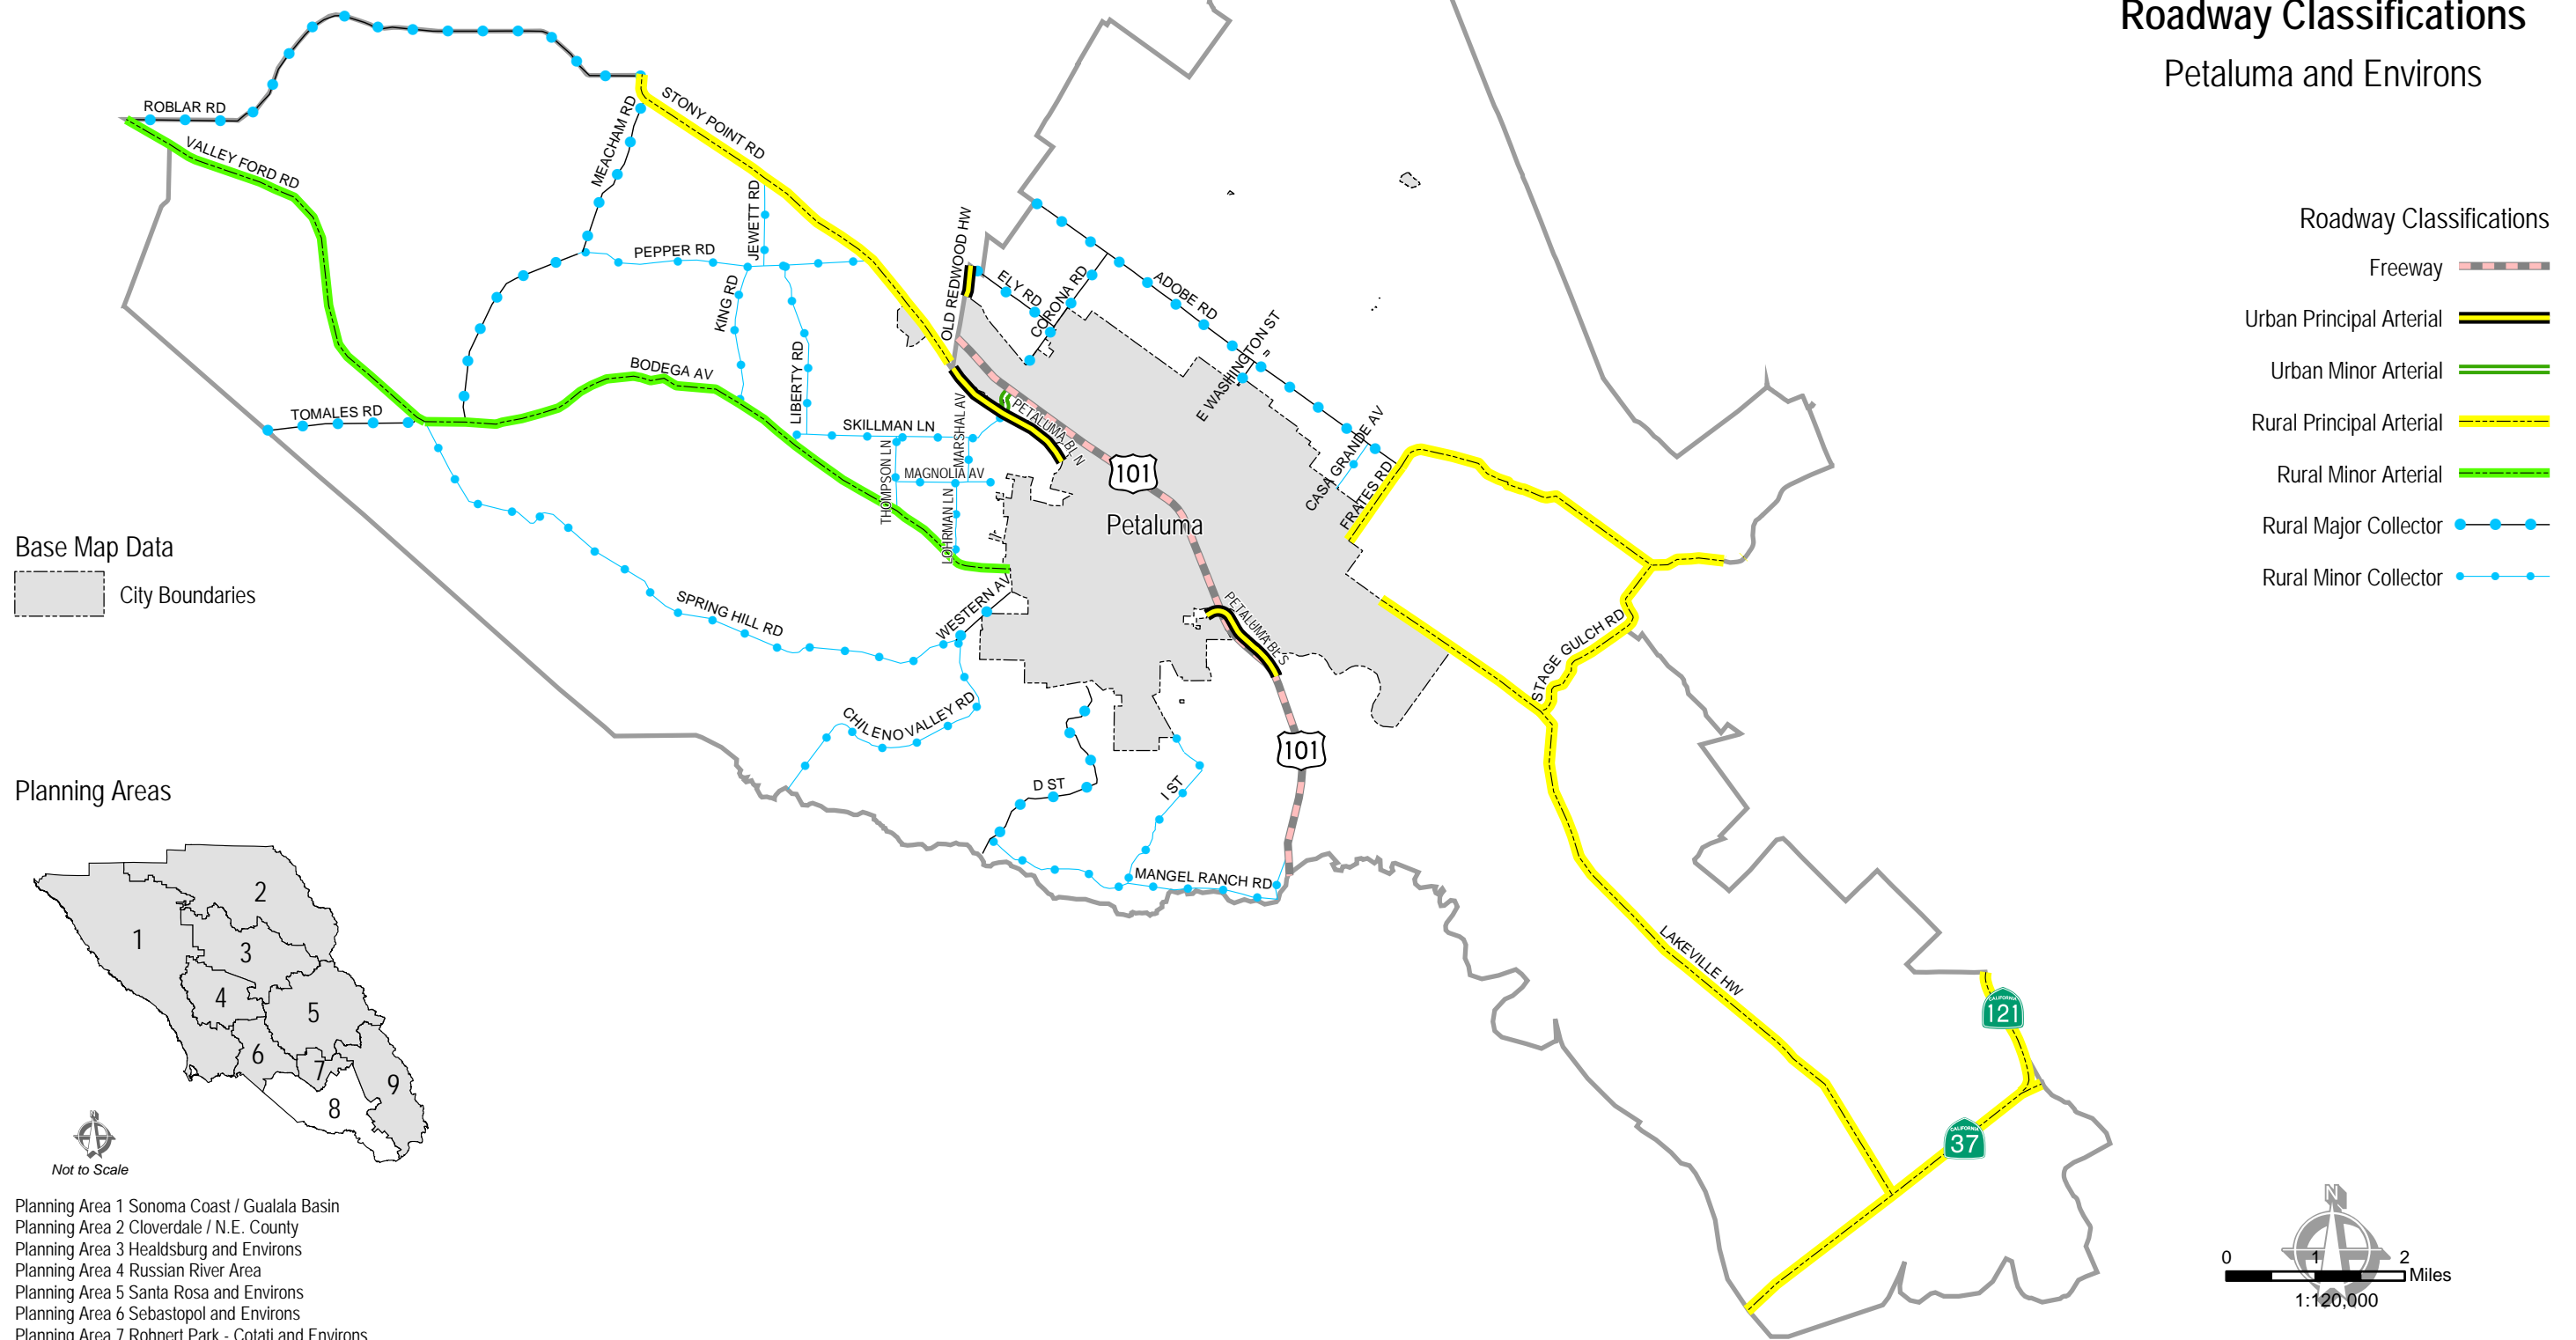 Roadway Classifications
Petaluma and Environs
Roadway Classifications
Freeway
Urban Principal Arterial
Urban Minor Arterial
Rural Principal Arterial
Rural Minor Arterial
Rural Major Collector
Rural Minor Collector
ROBLAR RD
VALLEY FORD RD
MEACHAM RD
STONY POINT RD
JEWETT RD
PEPPER RD
KING RD
LIBERTY RD
BODEGA AV
TOMALES RD
OLD REDWOOD HW
ELY RD
CORONA RD
ADOBE RD
E WASHINGTON ST
CASA GRANDE AV
FRATES RD
SKILLMAN LN
MARSHAL AV
THOMPSON LN
MAGNOLIA AV
LOHRMAN LN
PETALUMA BL N
101
Petaluma
WESTERN AV
SPRING HILL RD
CHILENO VALLEY RD
PETALUMA BL S
101
D ST
I ST
MANGEL RANCH RD
STAGE GULCH RD
LAKEVILLE HW
CALIFORNIA
121
CALIFORNIA
37
Base Map Data
City Boundaries
Planning Areas
1
2
3
4
5
6
7
8
9
N
Not to Scale
Planning Area 1 Sonoma Coast / Gualala Basin
Planning Area 2 Cloverdale / N.E. County
Planning Area 3 Healdsburg and Environs
Planning Area 4 Russian River Area
Planning Area 5 Santa Rosa and Environs
Planning Area 6 Sebastopol and Environs
Planning Area 7 Rohnert Park - Cotati and Environs
N
0 1 2
Miles
1:120,000